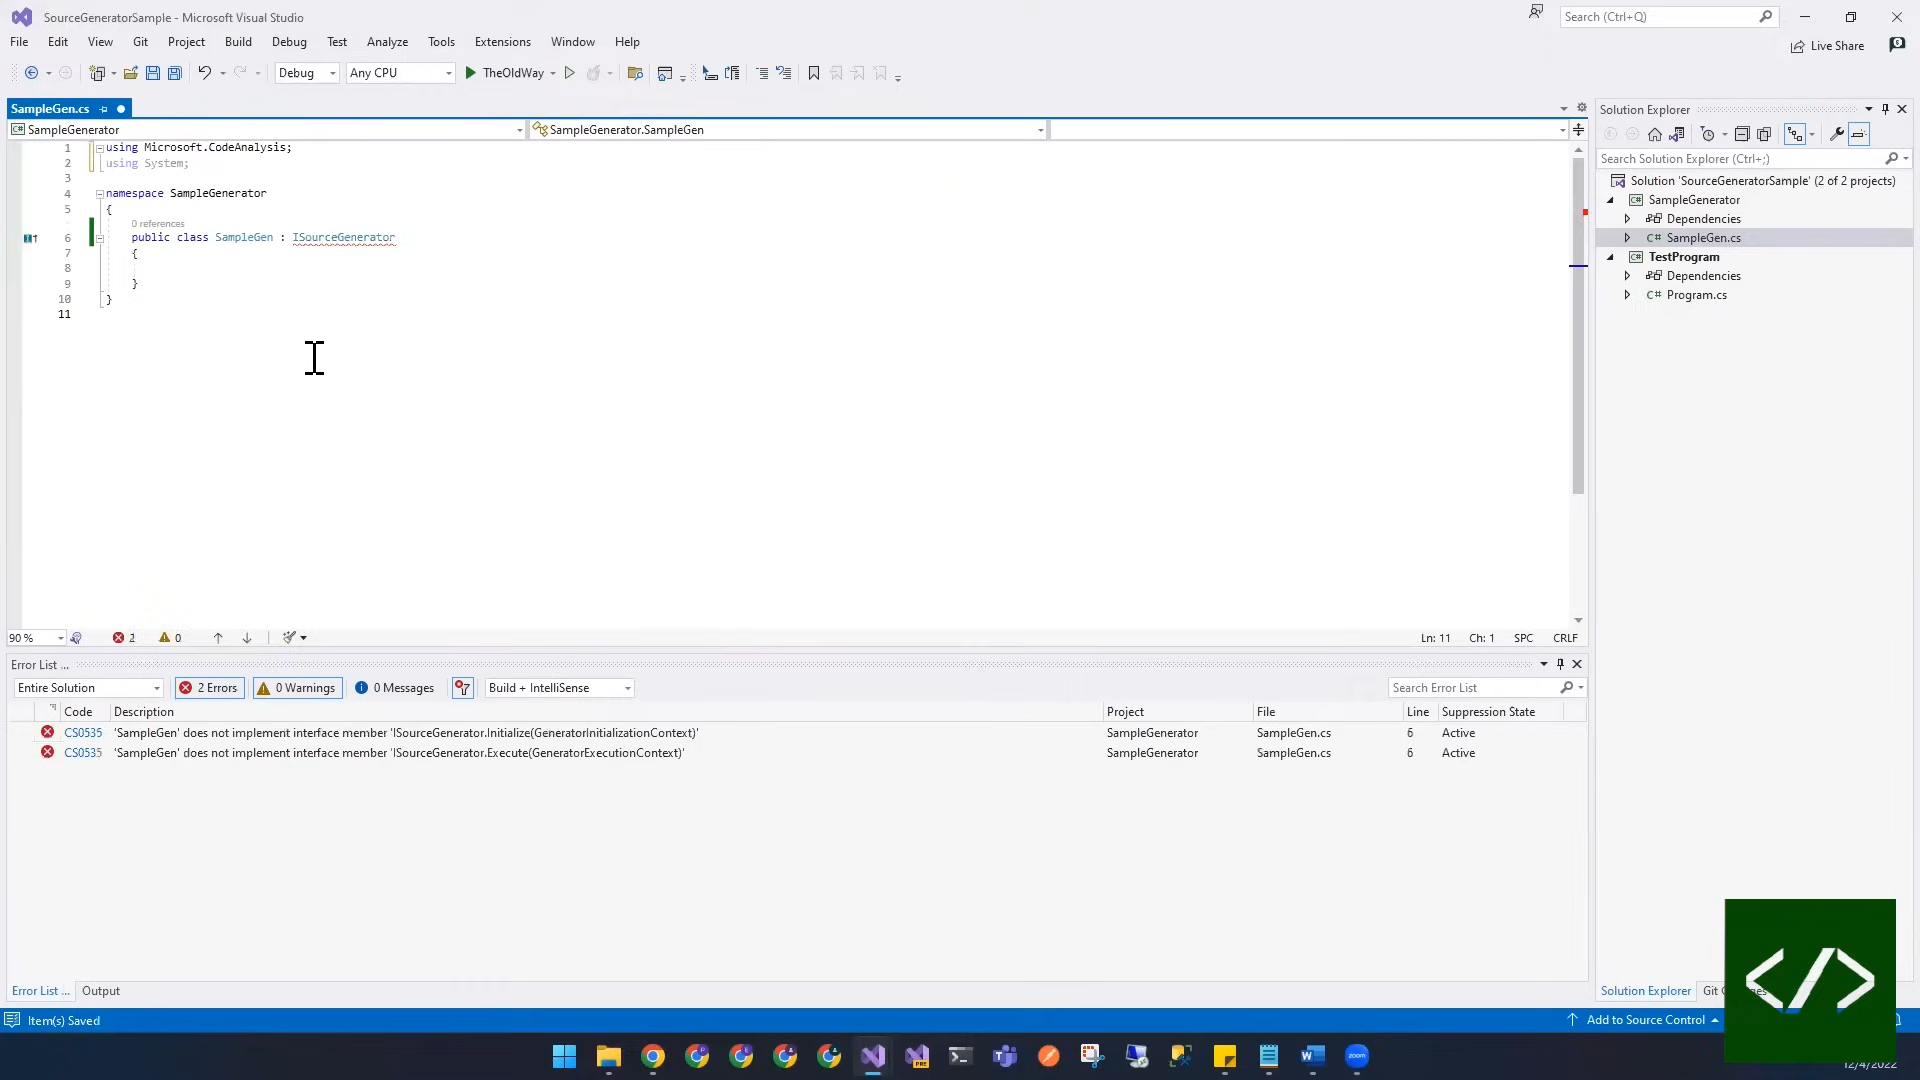 SourceGeneratorSample - Microsoft Visual Studio
Search (Ctrl+Q)
File Edit View Git Project Build Debug Test Analyze Tools Extensions Window Help
Live Share
Debug Any CPU TheOldWay
SampleGen.cs
SampleGenerator SampleGenerator.SampleGen
1 using Microsoft.CodeAnalysis;
2 using System;
3
4 namespace SampleGenerator
5 {
0 references
6 public class SampleGen : ISourceGenerator
7 {
8
9 }
10 }
11
90 % 2 0 Ln: 11 Ch: 1 SPC CRLF
Solution Explorer
Search Solution Explorer (Ctrl+;)
Solution 'SourceGeneratorSample' (2 of 2 projects)
C# SampleGenerator
Dependencies
C# SampleGen.cs
C# TestProgram
Dependencies
C# Program.cs
Error List ...
Entire Solution 2 Errors 0 Warnings 0 Messages Build + IntelliSense Search Error List
Code Description Project File Line Suppression State
CS0535 'SampleGen' does not implement interface member 'ISourceGenerator.Initialize(GeneratorInitializationContext)' SampleGenerator SampleGen.cs 6 Active
CS0535 'SampleGen' does not implement interface member 'ISourceGenerator.Execute(GeneratorExecutionContext)' SampleGenerator SampleGen.cs 6 Active
Error List ... Output
Solution Explorer Git
Item(s) Saved Add to Source Control
</>
PRE
zoom
12/4/2022